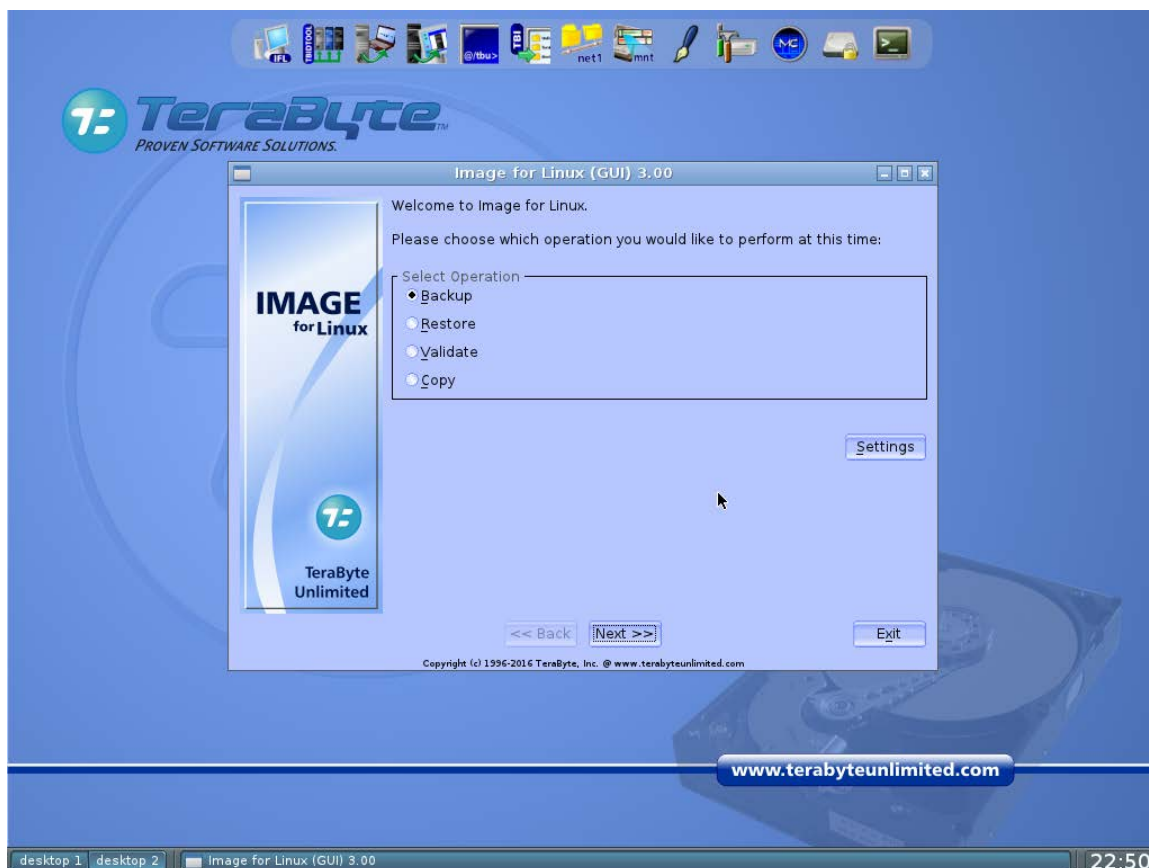 IFL
TBIDTOOL
@/tbu>
TBI
net1
mnt
MC
>_
TeraByte™
PROVEN SOFTWARE SOLUTIONS.
Image for Linux (GUI) 3.00
Welcome to Image for Linux.
Please choose which operation you would like to perform at this time:
Select Operation
Backup
Restore
Validate
Copy
IMAGE
for Linux
Settings
TeraByte
Unlimited
<< Back
Next >>
Exit
Copyright (c) 1996-2016 TeraByte, Inc. @ www.terabyteunlimited.com
www.terabyteunlimited.com
desktop 1
desktop 2
Image for Linux (GUI) 3.00
22:50